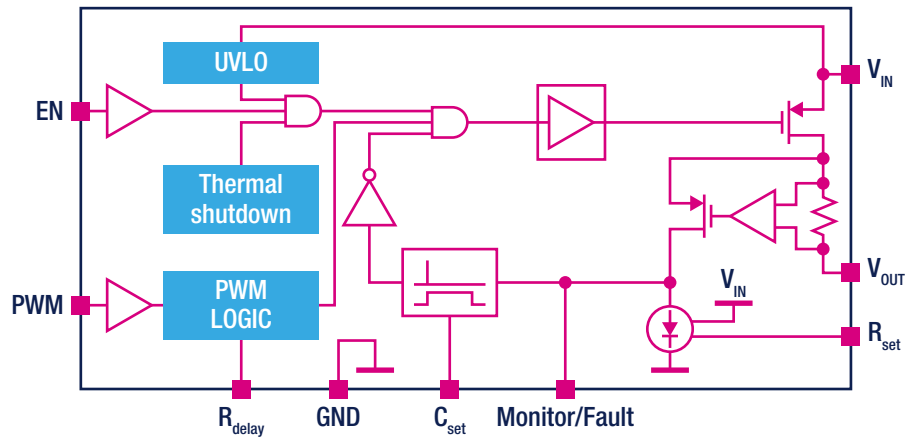 UVLO
V_IN
EN
Thermal
shutdown
PWM
PWM
LOGIC
V_IN
V_OUT
R_set
R_delay
GND
C_set
Monitor/Fault